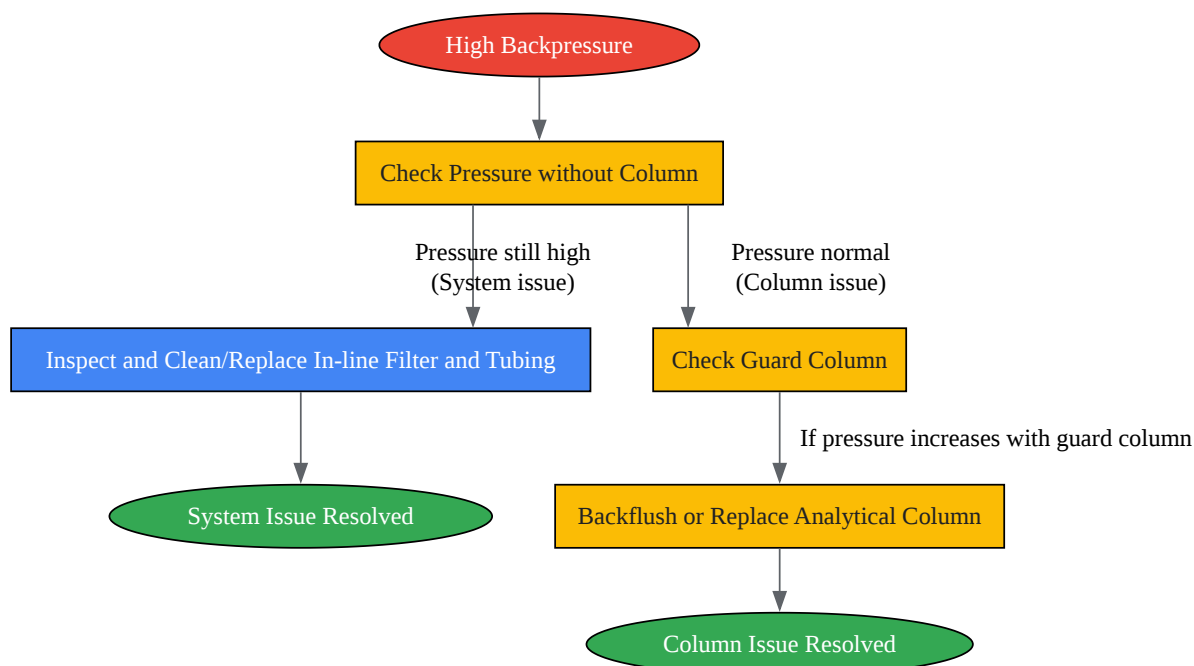 High Backpressure
Check Pressure without Column
Pressure still high
(System issue)
Pressure normal
(Column issue)
Inspect and Clean/Replace In-line Filter and Tubing
Check Guard Column
If pressure increases with guard column
System Issue Resolved
Backflush or Replace Analytical Column
Column Issue Resolved